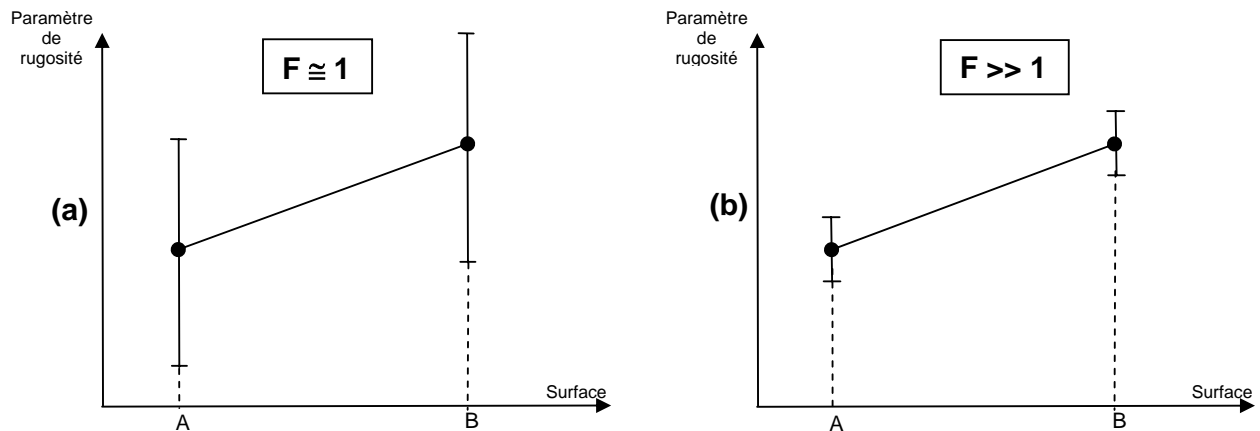 Paramètre
de
rugosité
F ≅ 1
(a)
Surface
A
B
Paramètre
de
rugosité
F >> 1
(b)
Surface
A
B